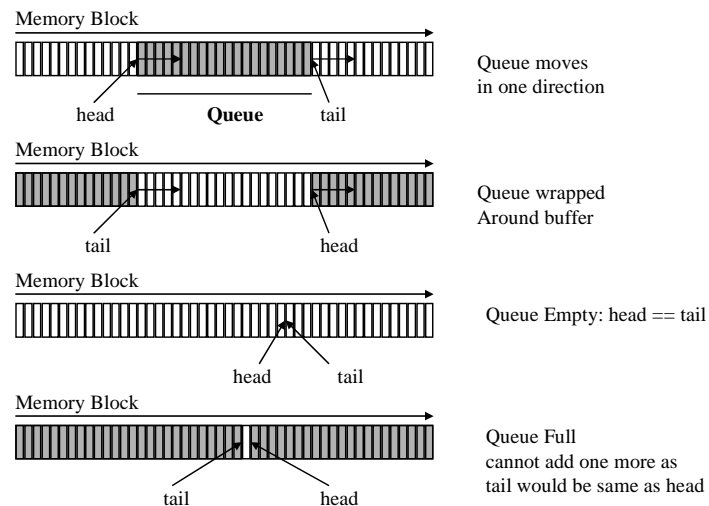 Memory Block
Queue moves
in one direction
head
Queue
tail
Memory Block
Queue wrapped
Around buffer
tail
head
Memory Block
Queue Empty: head == tail
head
tail
Memory Block
Queue Full
cannot add one more as
tail would be same as head
tail
head